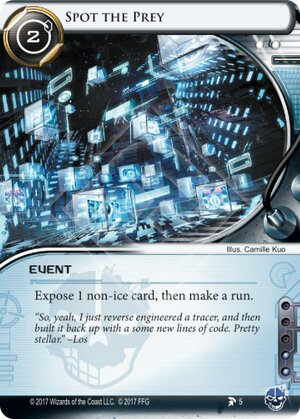 2
Spot the Prey
Illus. Camille Kuo
EVENT
Expose 1 non-ice card, then make a run.
“So, yeah, I just reverse engineered a tracer, and then
built it back up with a some new lines of code. Pretty
stellar.” –Los
© 2017 Wizards of the Coast LLC. © 2017 FFG
5